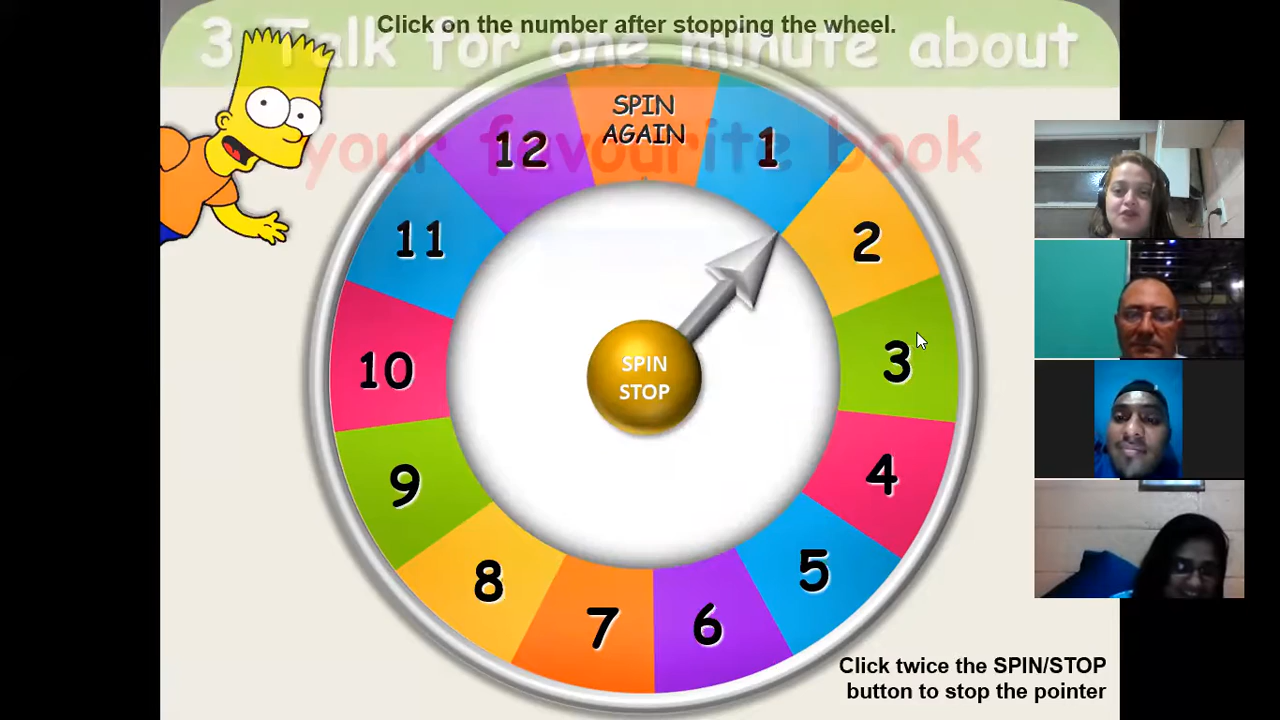 Click on the number after stopping the wheel.
3 Talk for one minute about
your favourite book
SPIN
AGAIN
1
2
3
4
5
6
7
8
9
10
11
12
SPIN
STOP
Click twice the SPIN/STOP
button to stop the pointer